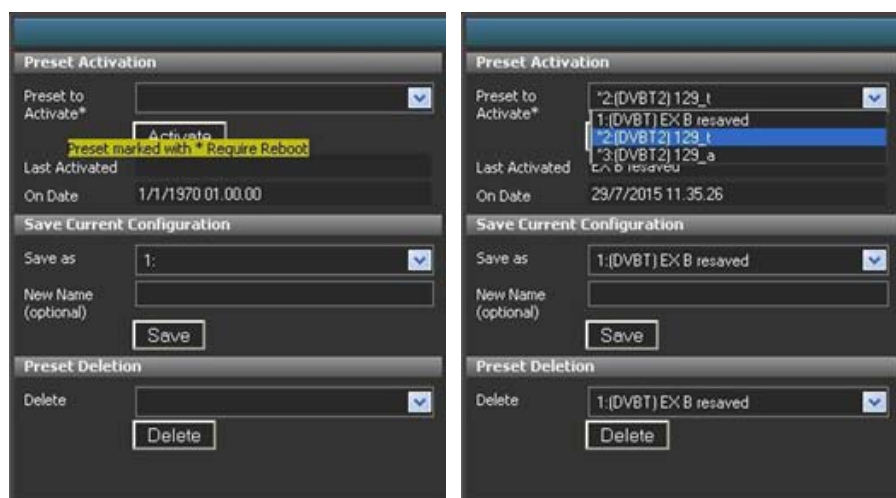 Preset Activation
Preset to
Activate*
Activate
Preset marked with * Require Reboot
Last Activated
On Date 1/1/1970 01.00.00
Save Current Configuration
Save as 1:
New Name
(optional)
Save
Preset Deletion
Delete
Delete
Preset Activation
Preset to
Activate*
*2:(DVBT2) 129_t
1:(DVBT) EX B resaved
*2:(DVBT2) 129_t
*3:(DVBT2) 129_a
Last Activated EX B resaved
On Date 29/7/2015 11.35.26
Save Current Configuration
Save as 1:(DVBT) EX B resaved
New Name
(optional)
Save
Preset Deletion
Delete 1:(DVBT) EX B resaved
Delete